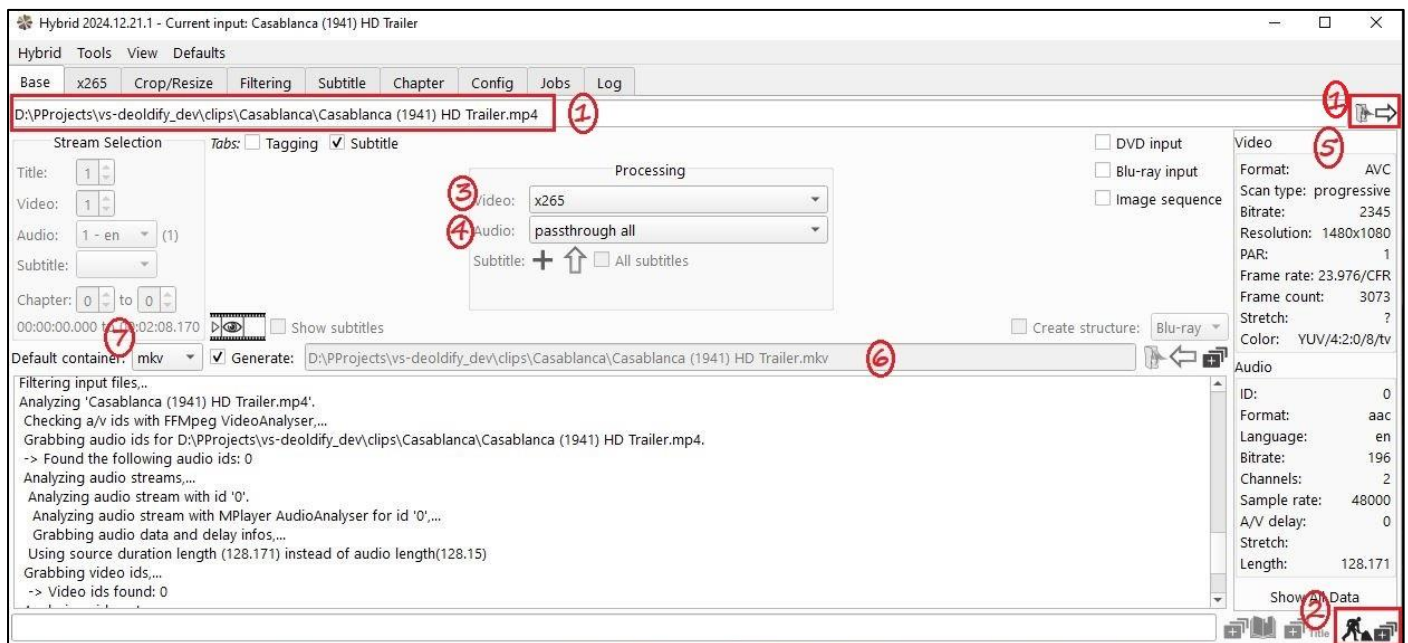 Hybrid 2024.12.21.1 - Current input: Casablanca (1941) HD Trailer
Hybrid Tools View Defaults
Base x265 Crop/Resize Filtering Subtitle Chapter Config Jobs Log
D:\PProjects\vs-deoldify_dev\clips\Casablanca\Casablanca (1941) HD Trailer.mp4 1 1
Stream Selection Tabs: Tagging Subtitle DVD input Video 5
Title: 1 Processing Blu-ray input Format: AVC
Video: 1 3 Video: x265 Image sequence Scan type: progressive
Bitrate: 2345
Audio: 1 - en (1) 4 Audio: passthrough all Resolution: 1480x1080
PAR: 1
Subtitle: Subtitle: All subtitles Frame rate: 23.976/CFR
Chapter: 0 to 0 Frame count: 3073
00:00:00.000 02:08.170 Show subtitles Create structure: Blu-ray Stretch: ?
7 Color: YUV/4:2:0/8/tv
Default container: mkv Generate: D:\PProjects\vs-deoldify_dev\clips\Casablanca\Casablanca (1941) HD Trailer.mkv 6
Audio
Filtering input files,..
Analyzing 'Casablanca (1941) HD Trailer.mp4'.
Checking a/v ids with FFMpeg VideoAnalyser,...
Grabbing audio ids for D:\PProjects\vs-deoldify_dev\clips\Casablanca\Casablanca (1941) HD Trailer.mp4.
-> Found the following audio ids: 0
Analyzing audio streams,...
Analyzing audio stream with id '0'.
Analyzing audio stream with MPlayer AudioAnalyser for id '0',...
Grabbing audio data and delay infos,...
Using source duration length (128.171) instead of audio length(128.15)
Grabbing video ids,...
-> Video ids found: 0
ID: 0
Format: aac
Language: en
Bitrate: 196
Channels: 2
Sample rate: 48000
A/V delay: 0
Stretch:
Length: 128.171
Show All Data
2
Title